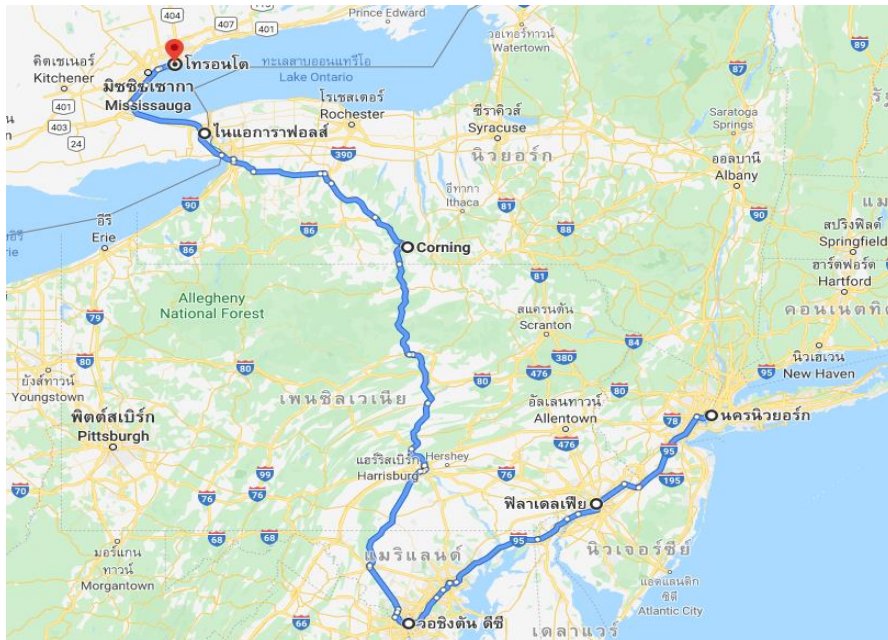 404
407
401
Prince Edward
89
คิตเชเนอร์
Kitchener
โทรอนโต
ทะเลสาบออนแทรีโอ
Lake Ontario
วอเทอร์ทาวน์
Watertown
87
มิซซิซเซากา
Mississauga
401
403
24
ไนแอการาฟอลส์
โรเชสเตอร์
Rochester
ซีราคิวส์
Syracuse
Saratoga
Springs
390
นิวยอร์ก
ออลบานี
Albany
90
อีทากา
Ithaca
90
81
86
88
90
อีรี
Erie
86
Corning
สปริงฟิลด์
Springfield
ฮาร์ตฟอร์ด
Hartford
81
Allegheny
National Forest
79
สแครนตัน
Scranton
84
คอนเนตทิ
80
80
380
476
95
นิวเฮเวน
New Haven
ยังส์ทาวน์
Youngstown
80
80
เพนซิลเวเนีย
อัลเลนทาวน์
Allentown
78
นครนิวยอร์ก
พิตต์สเบิร์ก
Pittsburgh
476
95
แฮร์ริสเบิร์ก
Harrisburg
Hershey
99
76
195
70
76
76
ฟิลาเดลเฟีย
68
68
95
มอร์แกน
ทาวน์
Morgantown
แมริแลนด์
นิวเจอร์ซีย์
แอตแลนติก
ซิตี
Atlantic City
66
วอชิงตัน ดีซี
เดลาแวร์